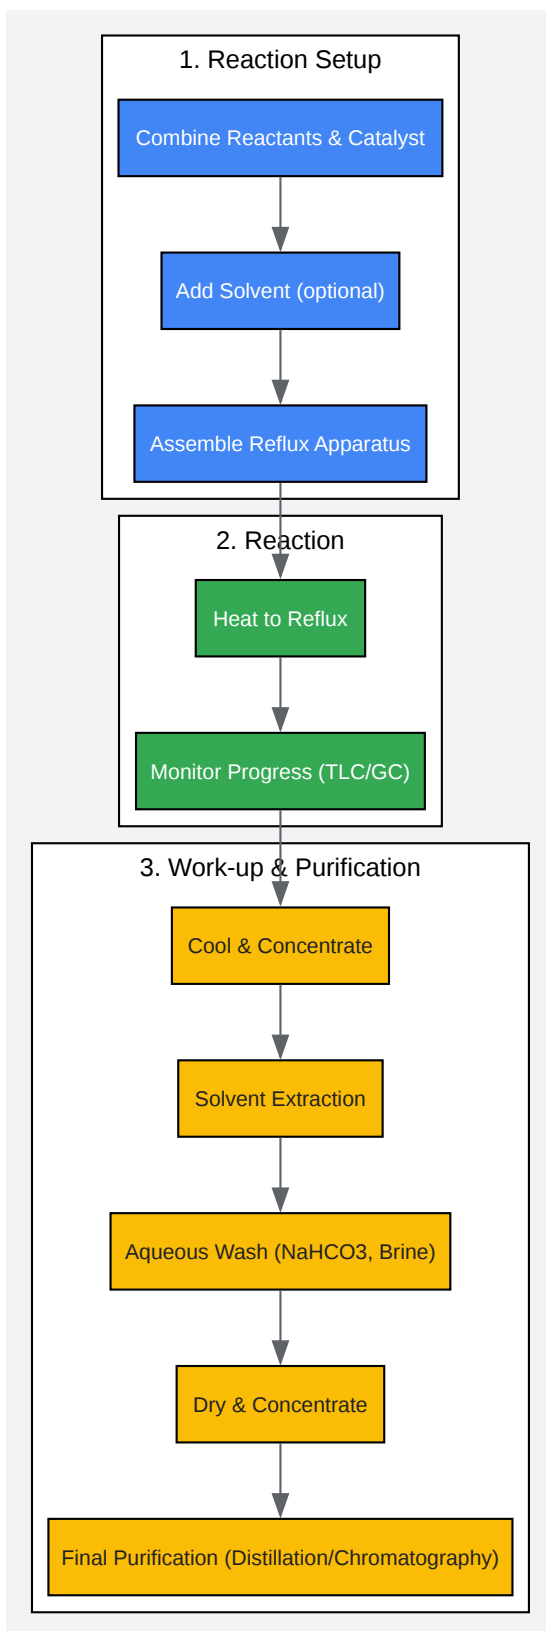 1. Reaction Setup
Combine Reactants & Catalyst
Add Solvent (optional)
Assemble Reflux Apparatus
2. Reaction
Heat to Reflux
Monitor Progress (TLC/GC)
3. Work-up & Purification
Cool & Concentrate
Solvent Extraction
Aqueous Wash (NaHCO3, Brine)
Dry & Concentrate
Final Purification (Distillation/Chromatography)